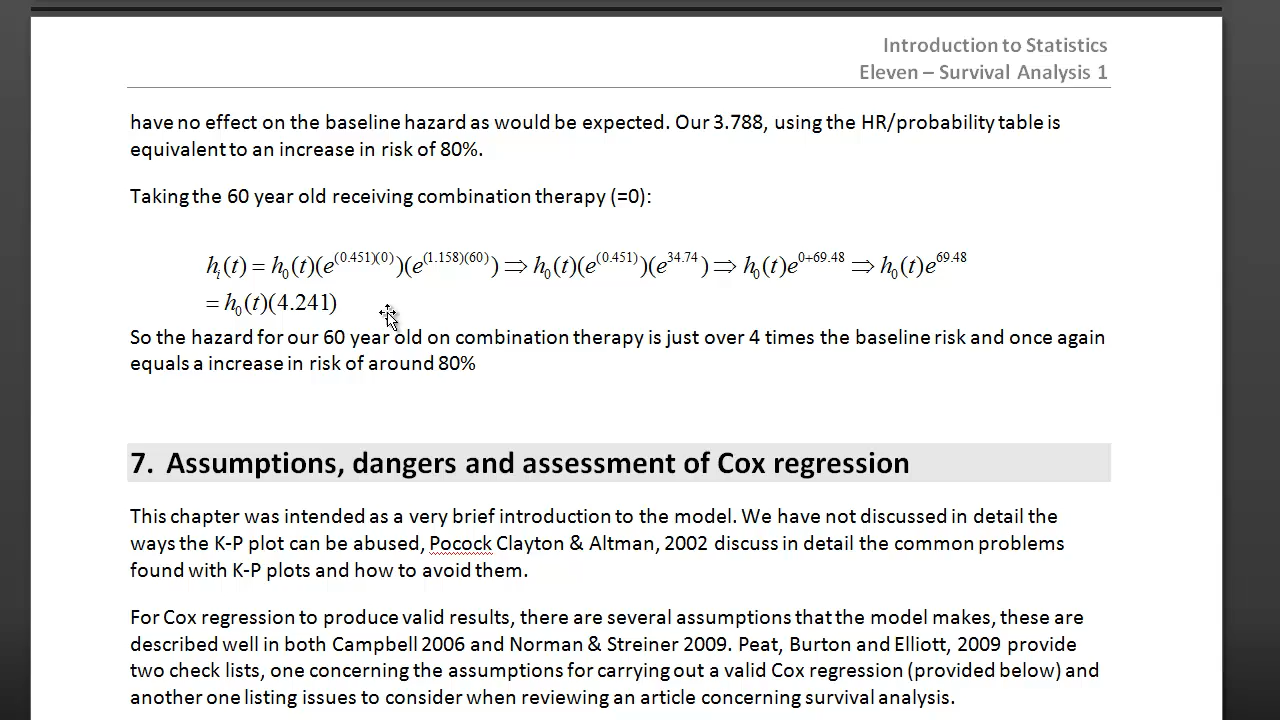 Introduction to Statistics
Eleven – Survival Analysis 1
have no effect on the baseline hazard as would be expected. Our 3.788, using the HR/probability table is
equivalent to an increase in risk of 80%.
Taking the 60 year old receiving combination therapy (=0):
h_i(t) = h_0(t)(e^{(0.451)(0)})(e^{(1.158)(60)}) ⇒ h_0(t)(e^{(0.451)})(e^{34.74}) ⇒ h_0(t)e^{0+69.48} ⇒ h_0(t)e^{69.48}
= h_0(t)(4.241)
So the hazard for our 60 year old on combination therapy is just over 4 times the baseline risk and once again
equals a increase in risk of around 80%
7. Assumptions, dangers and assessment of Cox regression
This chapter was intended as a very brief introduction to the model. We have not discussed in detail the
ways the K-P plot can be abused, Pocock Clayton & Altman, 2002 discuss in detail the common problems
found with K-P plots and how to avoid them.
For Cox regression to produce valid results, there are several assumptions that the model makes, these are
described well in both Campbell 2006 and Norman & Streiner 2009. Peat, Burton and Elliott, 2009 provide
two check lists, one concerning the assumptions for carrying out a valid Cox regression (provided below) and
another one listing issues to consider when reviewing an article concerning survival analysis.